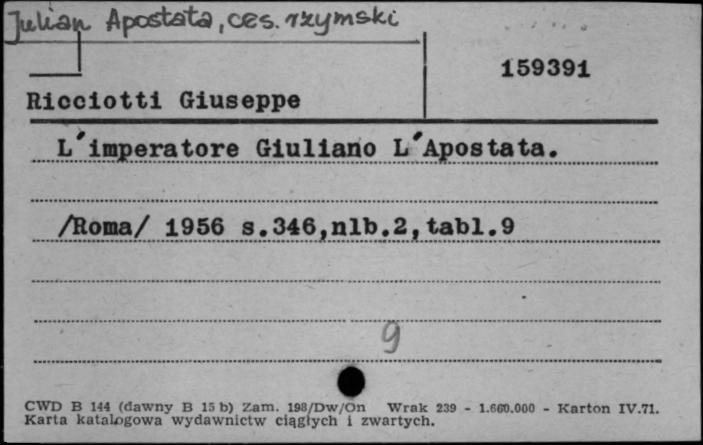 Julian Apostata, ces. rzymski
159391
Ricciotti Giuseppe
L'imperatore Giuliano L'Apostata.
/Roma/ 1956 s.346,nlb.2,tabl.9
9
CWD B 144 (dawny B 15 b) Zam. 198/Dw/On Wrak 239 - 1.660.000 - Karton IV.71.
Karta katalogowa wydawnictw ciągłych i zwartych.